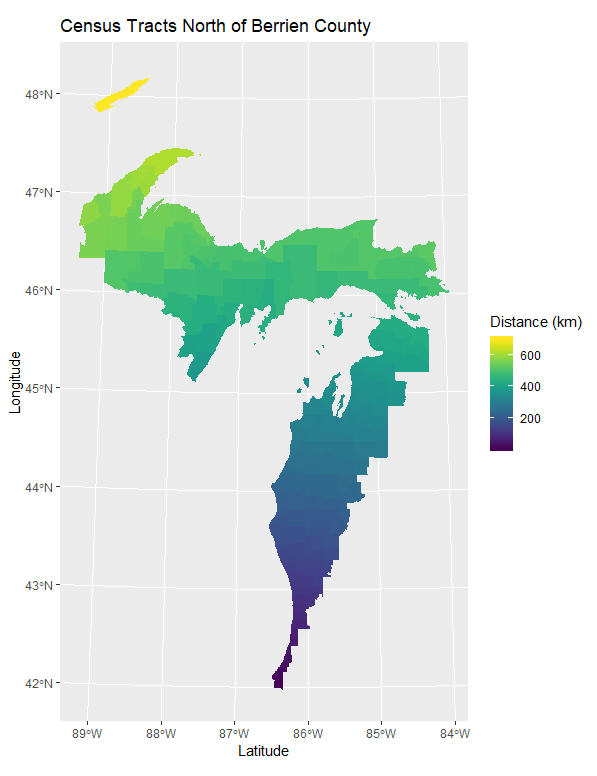 Census Tracts North of Berrien County
48°N
47°N
46°N
45°N
44°N
43°N
42°N
Longitude
89°W 88°W 87°W 86°W 85°W 84°W
Latitude
Distance (km)
600
400
200